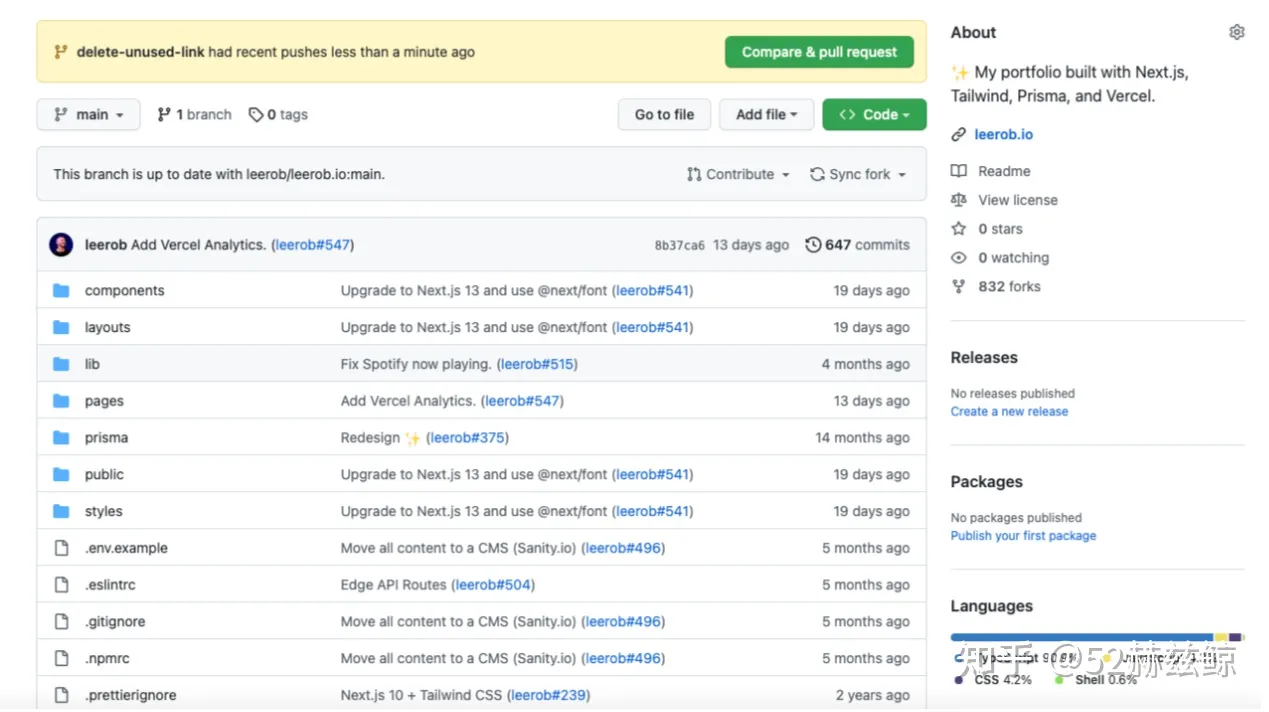 delete-unused-link had recent pushes less than a minute ago
Compare & pull request
main
1 branch
0 tags
Go to file
Add file
Code
This branch is up to date with leerob/leerob.io:main.
Contribute
Sync fork
leerob Add Vercel Analytics. (leerob#547)
8b37ca6 13 days ago
647 commits
components Upgrade to Next.js 13 and use @next/font (leerob#541) 19 days ago
layouts Upgrade to Next.js 13 and use @next/font (leerob#541) 19 days ago
lib Fix Spotify now playing. (leerob#515) 4 months ago
pages Add Vercel Analytics. (leerob#547) 13 days ago
prisma Redesign ✨ (leerob#375) 14 months ago
public Upgrade to Next.js 13 and use @next/font (leerob#541) 19 days ago
styles Upgrade to Next.js 13 and use @next/font (leerob#541) 19 days ago
.env.example Move all content to a CMS (Sanity.io) (leerob#496) 5 months ago
.eslintrc Edge API Routes (leerob#504) 5 months ago
.gitignore Move all content to a CMS (Sanity.io) (leerob#496) 5 months ago
.npmrc Move all content to a CMS (Sanity.io) (leerob#496) 5 months ago
.prettierignore Next.js 10 + Tailwind CSS (leerob#239) 2 years ago
About
✨ My portfolio built with Next.js,
Tailwind, Prisma, and Vercel.
leerob.io
Readme
View license
0 stars
0 watching
832 forks
Releases
No releases published
Create a new release
Packages
No packages published
Publish your first package
Languages
TypeScript 90.9%
CSS 4.2% Shell 0.6%
知乎 @52赫兹鲸